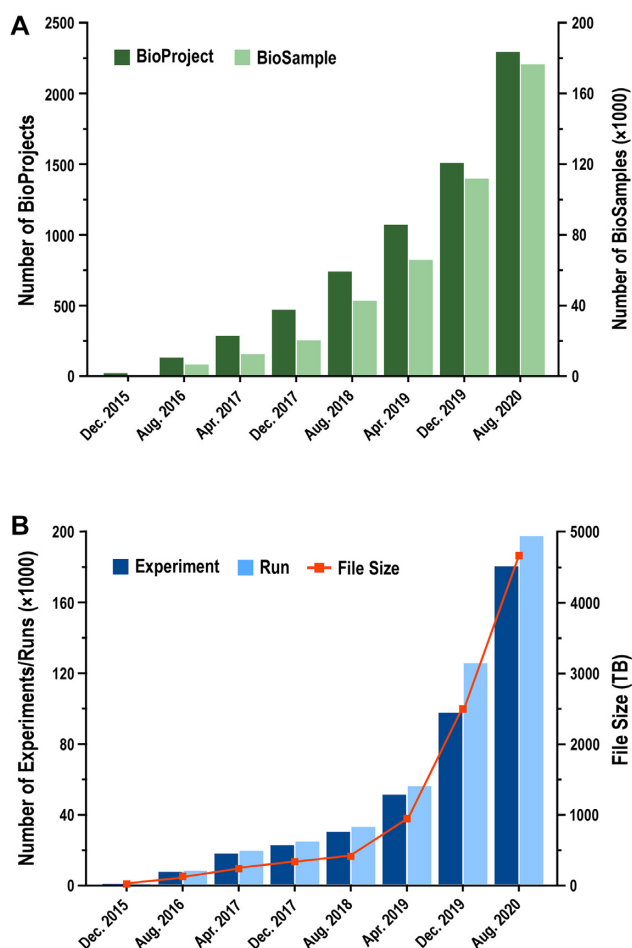 A
BioProject
BioSample
Number of BioProjects
2500
2000
1500
1000
500
0
Number of BioSamples (×1000)
200
160
120
80
40
0
Dec. 2015
Aug. 2016
Apr. 2017
Dec. 2017
Aug. 2018
Apr. 2019
Dec. 2019
Aug. 2020
B
Experiment
Run
File Size
Number of Experiments/Runs (×1000)
200
160
120
80
40
0
File Size (TB)
5000
4000
3000
2000
1000
0
Dec. 2015
Aug. 2016
Apr. 2017
Dec. 2017
Aug. 2018
Apr. 2019
Dec. 2019
Aug. 2020